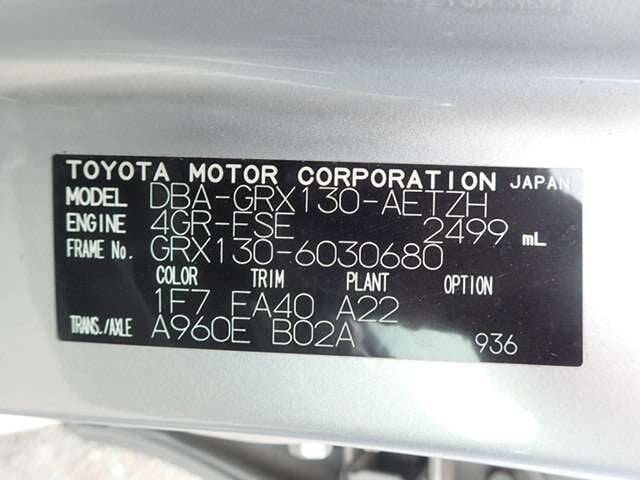 TOYOTA MOTOR CORPORATION JAPAN
MODEL DBA-GRX130-AETZH
ENGINE 4GR-FSE 2499 mL
FRAME No. GRX130-6030680
COLOR TRIM PLANT OPTION
1F7 FA40 A22
TRANS./AXLE A960E B02A 936